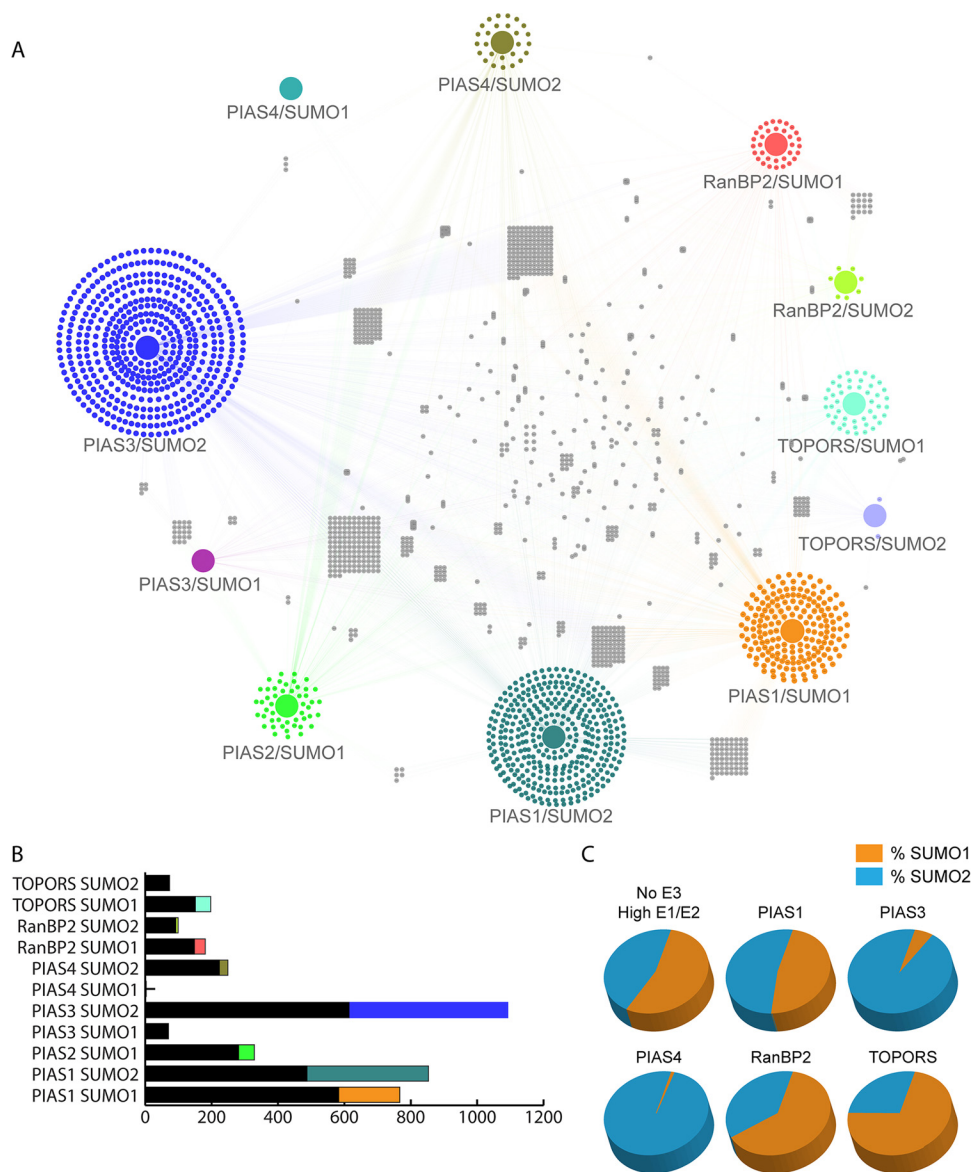 A
PIAS4/SUMO2
PIAS4/SUMO1
RanBP2/SUMO1
RanBP2/SUMO2
PIAS3/SUMO2
TOPORS/SUMO1
TOPORS/SUMO2
PIAS3/SUMO1
PIAS1/SUMO1
PIAS2/SUMO1
PIAS1/SUMO2
B
TOPORS SUMO2
TOPORS SUMO1
RanBP2 SUMO2
RanBP2 SUMO1
PIAS4 SUMO2
PIAS4 SUMO1
PIAS3 SUMO2
PIAS3 SUMO1
PIAS2 SUMO1
PIAS1 SUMO2
PIAS1 SUMO1
0 200 400 600 800 1000 1200
C
% SUMO1
% SUMO2
No E3
High E1/E2
PIAS1
PIAS3
PIAS4
RanBP2
TOPORS